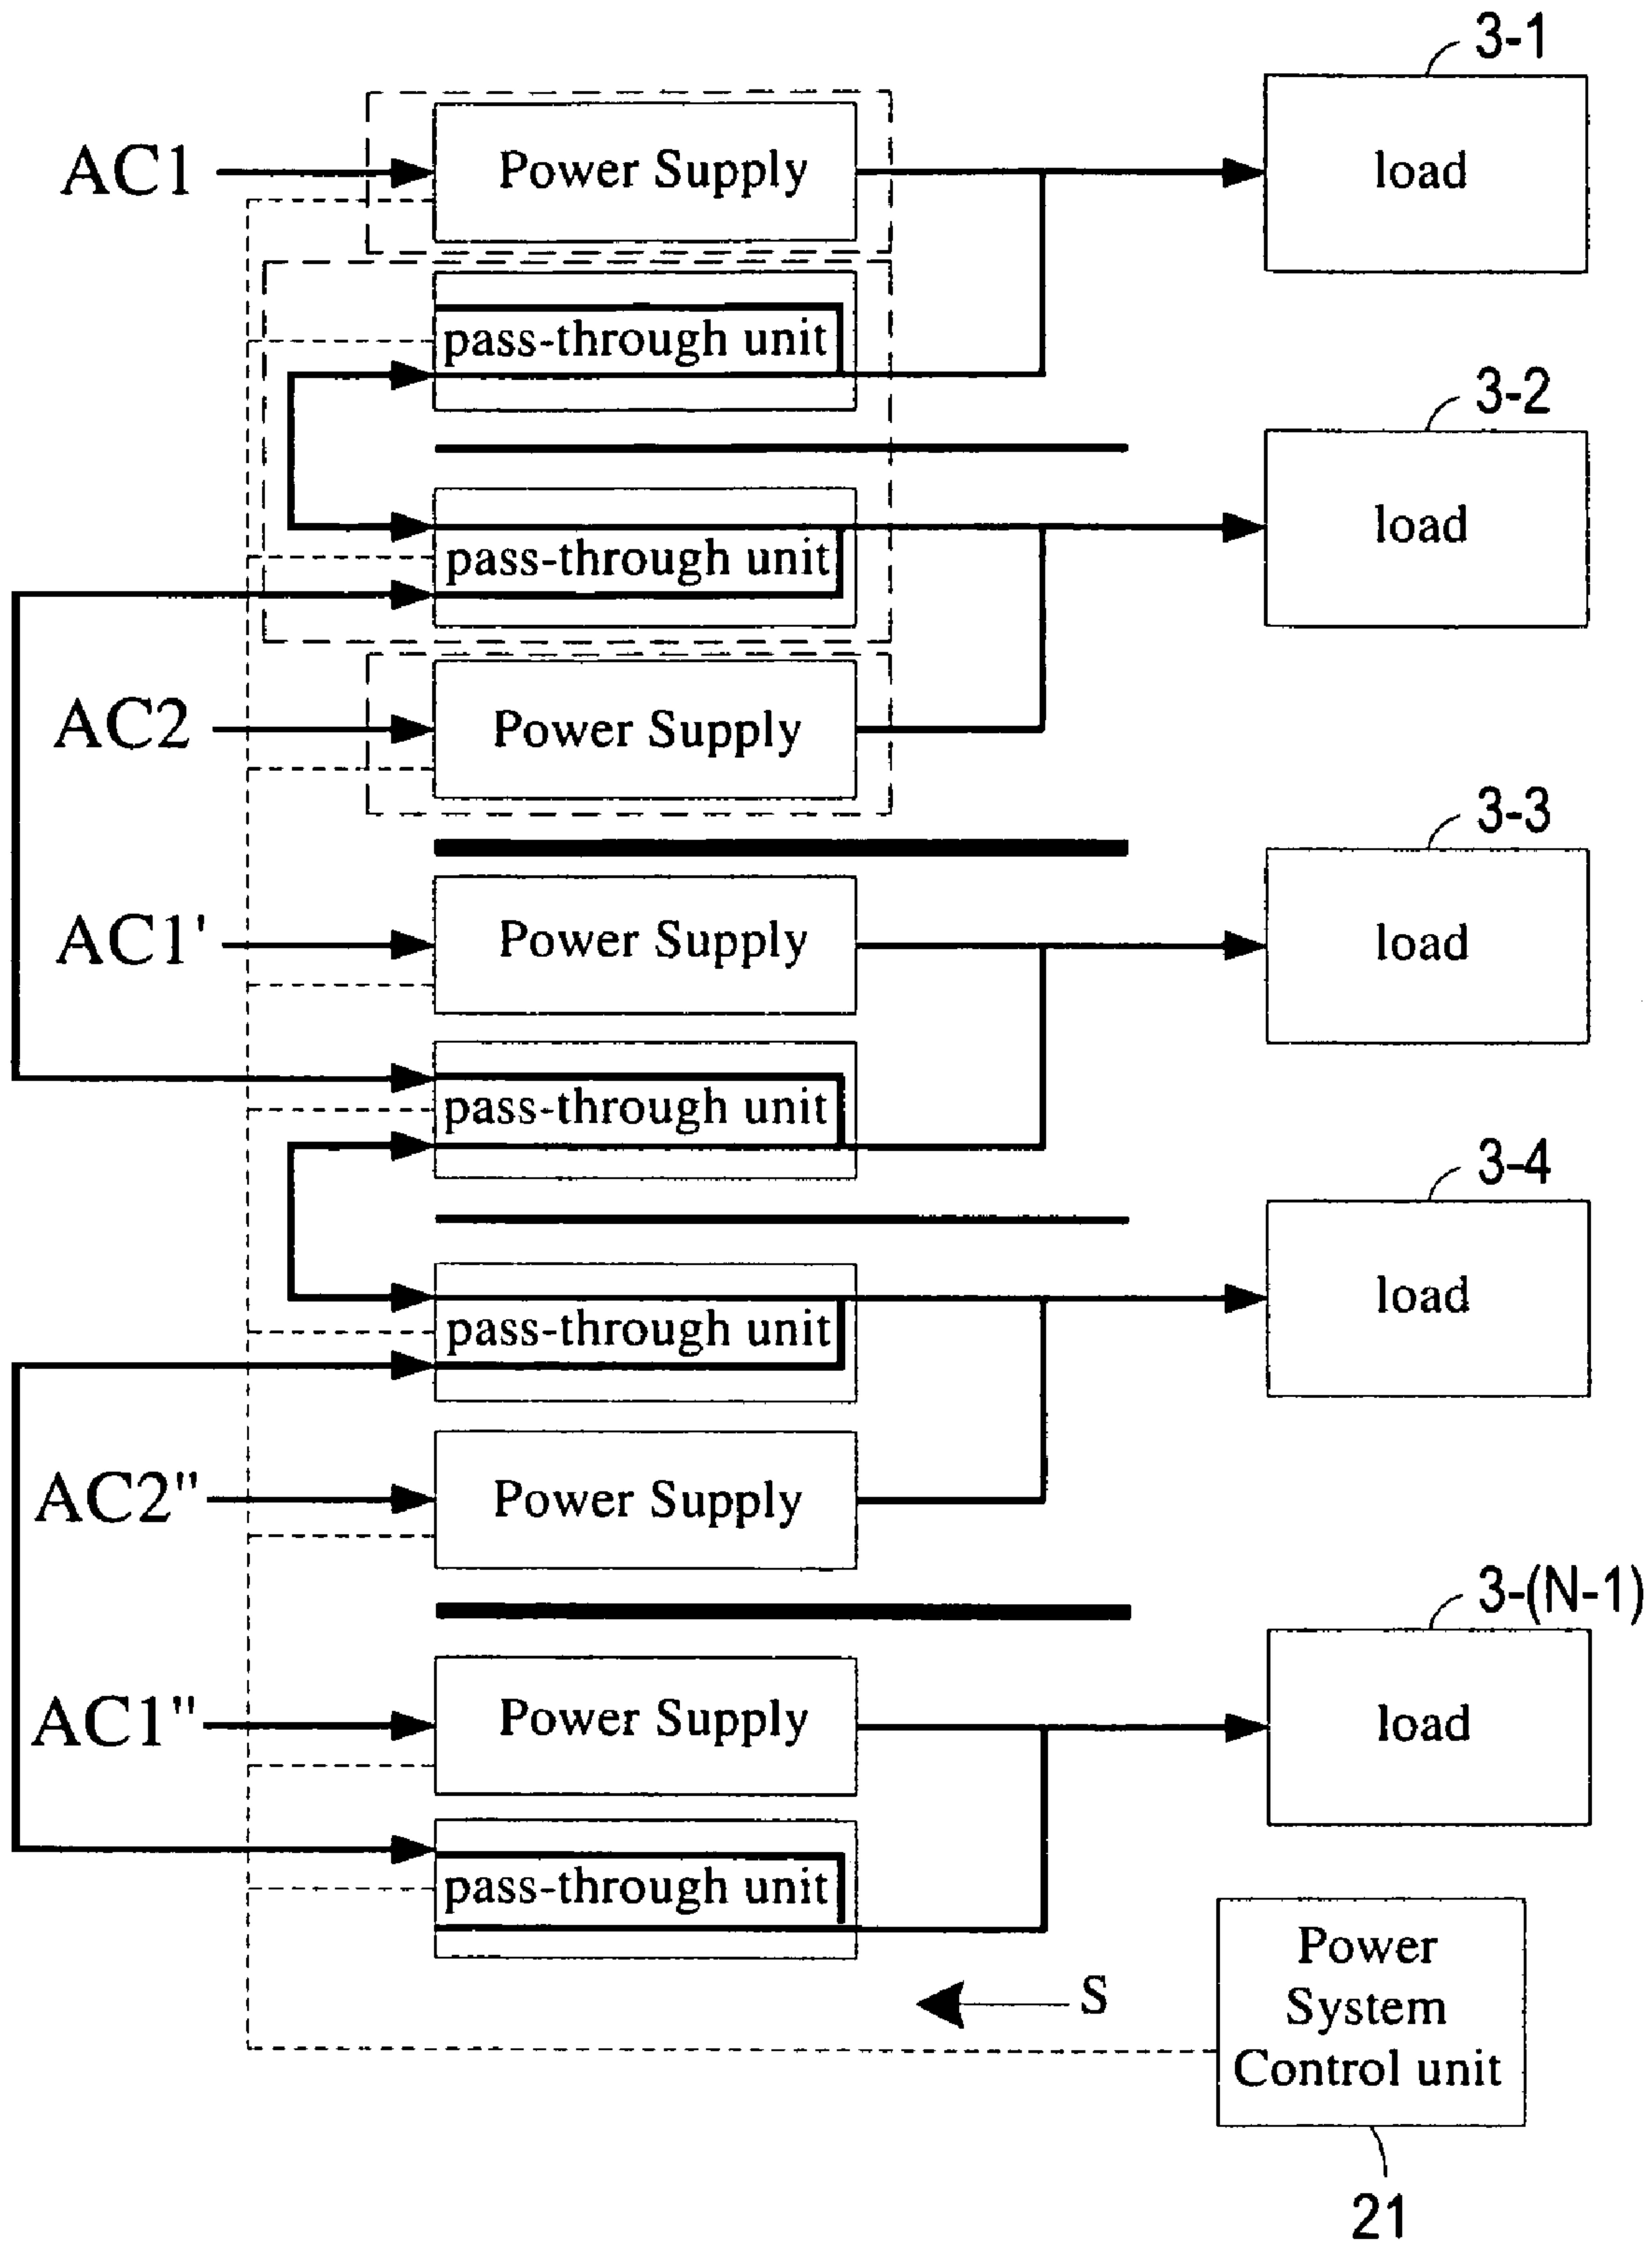 3-1
AC1
Power Supply
load
pass-through unit
3-2
load
pass-through unit
AC2
Power Supply
3-3
AC1'
Power Supply
load
pass-through unit
3-4
load
pass-through unit
AC2"
Power Supply
3-(N-1)
AC1"
Power Supply
load
pass-through unit
S
Power
System
Control unit
21